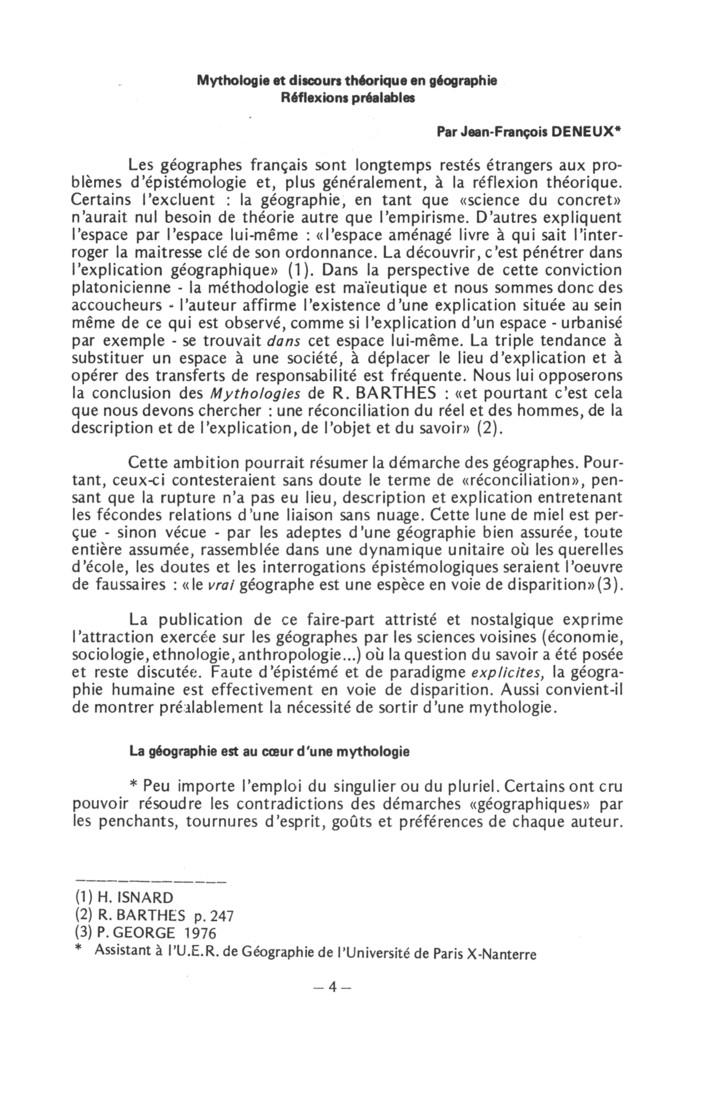 Mythologie et discours théorique en géographie
Réflexions préalables
Par Jean-François DENEUX*
Les géographes français sont longtemps restés étrangers aux pro-
blèmes d'épistémologie et, plus généralement, à la réflexion théorique.
Certains l'excluent : la géographie, en tant que «science du concret»
n'aurait nul besoin de théorie autre que l'empirisme. D'autres expliquent
l'espace par l'espace lui-même : «l'espace aménagé livre à qui sait l'inter-
roger la maitresse clé de son ordonnance. La découvrir, c'est pénétrer dans
l'explication géographique» (1). Dans la perspective de cette conviction
platonicienne - la méthodologie est maïeutique et nous sommes donc des
accoucheurs - l'auteur affirme l'existence d'une explication située au sein
même de ce qui est observé, comme si l'explication d'un espace - urbanisé
par exemple - se trouvait dans cet espace lui-même. La triple tendance à
substituer un espace à une société, à déplacer le lieu d'explication et à
opérer des transferts de responsabilité est fréquente. Nous lui opposerons
la conclusion des Mythologies de R. BARTHES : «et pourtant c'est cela
que nous devons chercher : une réconciliation du réel et des hommes, de la
description et de l'explication, de l'objet et du savoir» (2).
Cette ambition pourrait résumer la démarche des géographes. Pour-
tant, ceux-ci contesteraient sans doute le terme de «réconciliation», pen-
sant que la rupture n'a pas eu lieu, description et explication entretenant
les fécondes relations d'une liaison sans nuage. Cette lune de miel est per-
çue - sinon vécue - par les adeptes d'une géographie bien assurée, toute
entière assumée, rassemblée dans une dynamique unitaire où les querelles
d'école, les doutes et les interrogations épistémologiques seraient l'oeuvre
de faussaires : «le vrai géographe est une espèce en voie de disparition»(3).
La publication de ce faire-part attristé et nostalgique exprime
l'attraction exercée sur les géographes par les sciences voisines (économie,
sociologie, ethnologie, anthropologie...) où la question du savoir a été posée
et reste discutée. Faute d'épistémé et de paradigme explicites, la géogra-
phie humaine est effectivement en voie de disparition. Aussi convient-il
de montrer préalablement la nécessité de sortir d'une mythologie.
La géographie est au cœur d'une mythologie
* Peu importe l'emploi du singulier ou du pluriel. Certains ont cru
pouvoir résoudre les contradictions des démarches «géographiques» par
les penchants, tournures d'esprit, goûts et préférences de chaque auteur.
(1) H. ISNARD
(2) R. BARTHES p. 247
(3) P. GEORGE 1976
* Assistant à l'U.E.R. de Géographie de l'Université de Paris X-Nanterre
– 4 –